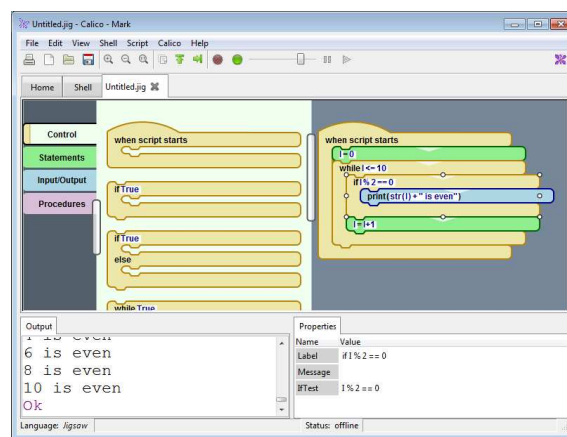 Untitled.jig - Calico - Mark
File Edit View Shell Script Calico Help
Home Shell Untitled.jig
Control
Statements
Input/Output
Procedures
when script starts
if True
if True
else
while True
when script starts
I = 0
while I <= 10
if I % 2 == 0
print(str(I) + " is even")
I = I+1
Output
is even
6 is even
8 is even
10 is even
Ok
Properties
Name Value
Label if I % 2 == 0
Message
IfTest I % 2 == 0
Language: Jigsaw
Status: offline